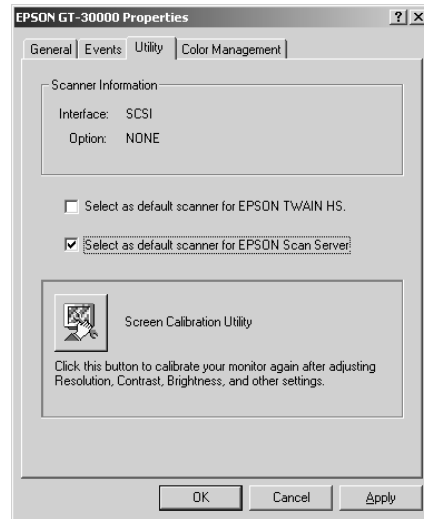 EPSON GT-30000 Properties
General Events Utility Color Management
Scanner Information
Interface: SCSI
Option: NONE
Select as default scanner for EPSON TWAIN HS.
Select as default scanner for EPSON Scan Server
Screen Calibration Utility
Click this button to calibrate your monitor again after adjusting
Resolution, Contrast, Brightness, and other settings.
OK Cancel Apply